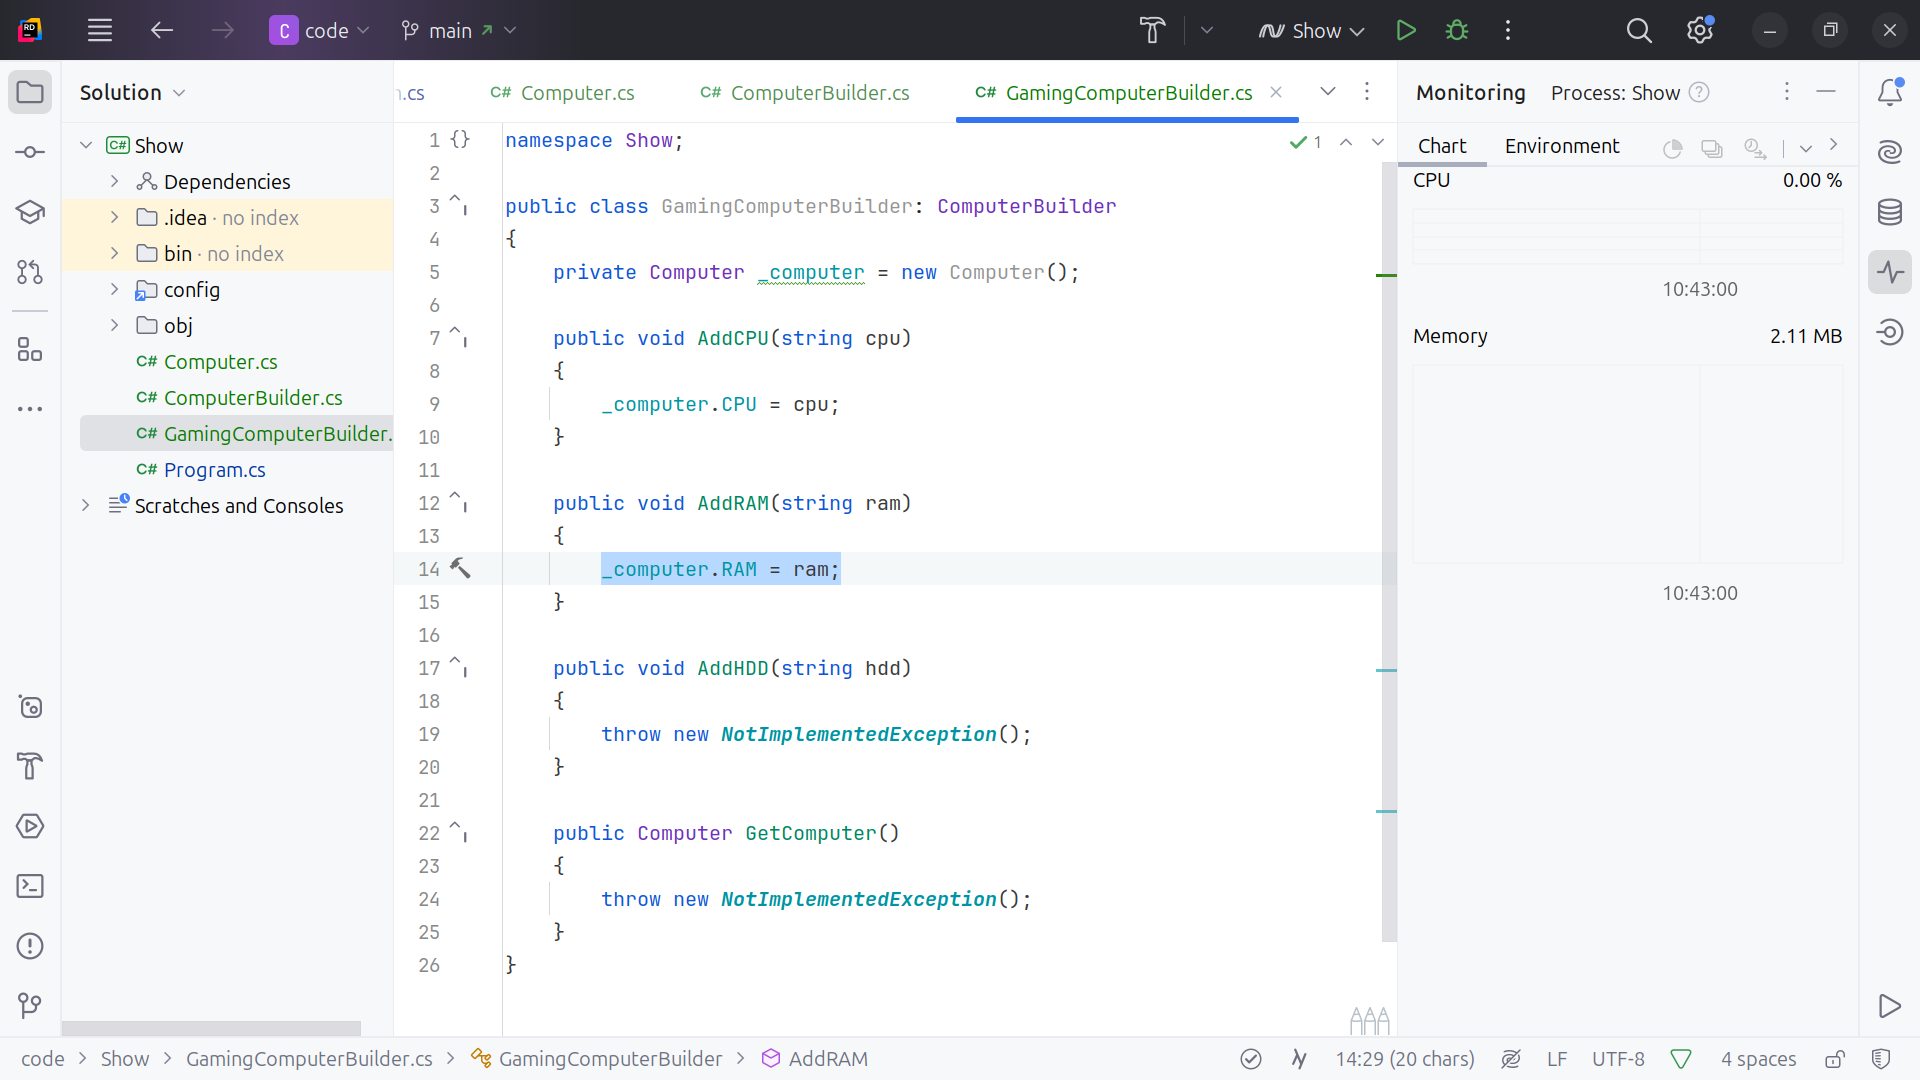 RD
C code main Show
Solution
n.cs
C# Computer.cs
C# ComputerBuilder.cs
C# GamingComputerBuilder.cs
Monitoring
Process: Show
Chart
Environment
C# Show
Dependencies
.idea · no index
bin · no index
config
obj
C# Computer.cs
C# ComputerBuilder.cs
C# GamingComputerBuilder.
C# Program.cs
Scratches and Consoles
1 {} namespace Show;
1
2
3 public class GamingComputerBuilder: ComputerBuilder
4 {
5 private Computer _computer = new Computer();
6
7 public void AddCPU(string cpu)
8 {
9 _computer.CPU = cpu;
10 }
11
12 public void AddRAM(string ram)
13 {
14 _computer.RAM = ram;
15 }
16
17 public void AddHDD(string hdd)
18 {
19 throw new NotImplementedException();
20 }
21
22 public Computer GetComputer()
23 {
24 throw new NotImplementedException();
25 }
26 }
CPU 0.00 %
10:43:00
Memory 2.11 MB
10:43:00
code Show GamingComputerBuilder.cs GamingComputerBuilder AddRAM
14:29 (20 chars) LF UTF-8 4 spaces